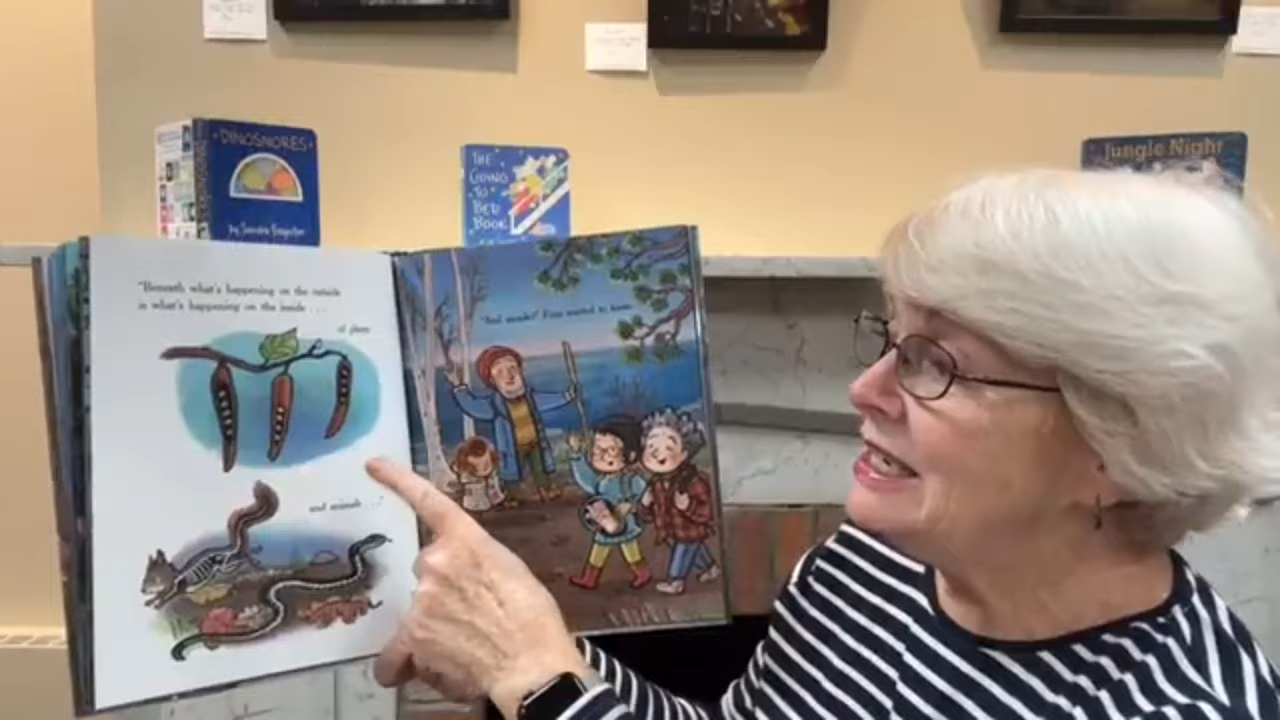 DINOSNORES
by Sandra Boynton
THE
GOING
TO
BED
BOOK
Jungle Night
"Beneath what's happening on the outside
is what's happening on the inside . . .
of plants
and animals . . ."
"And inside?" Finn wanted to know.